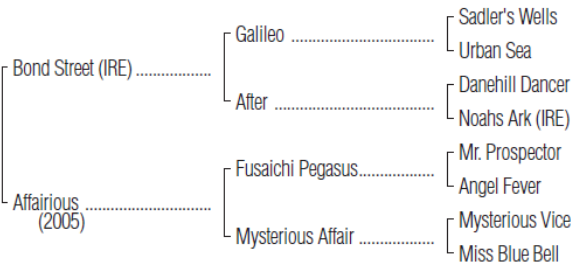 Sadler's Wells
Galileo ....................................
Urban Sea
Bond Street (IRE) ...................
Danehill Dancer
After ........................................
Noahs Ark (IRE)
Mr. Prospector
Fusaichi Pegasus...................
Angel Fever
Affairious ................................
(2005)
Mysterious Vice
Mysterious Affair ...................
Miss Blue Bell